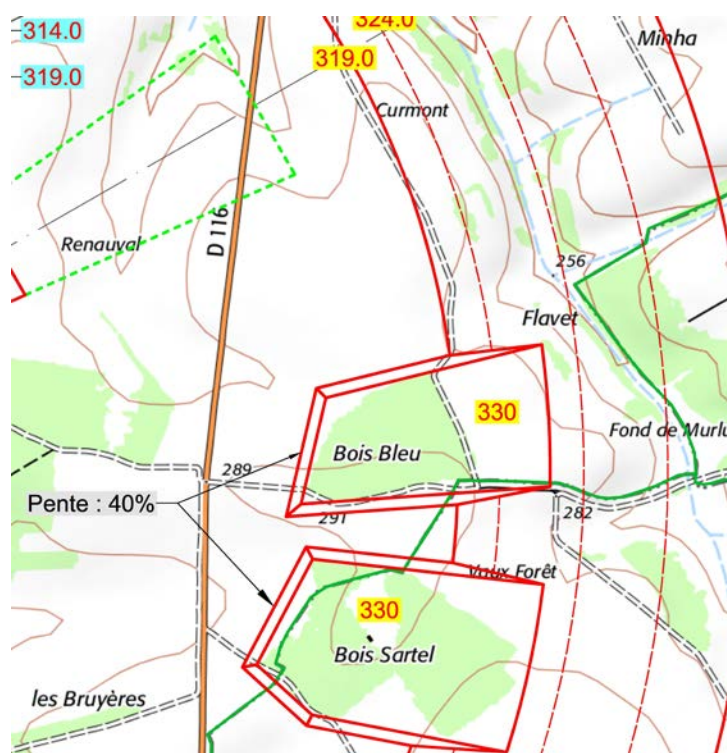 314.0
324.0
319.0
319.0
Minha
Curmont
Renauval
D 116
256
Flavet
330
Fond de Murlu
Bois Bleu
289
Pente : 40%
291
282
Vaux Forêt
330
Bois Sartel
les Bruyères